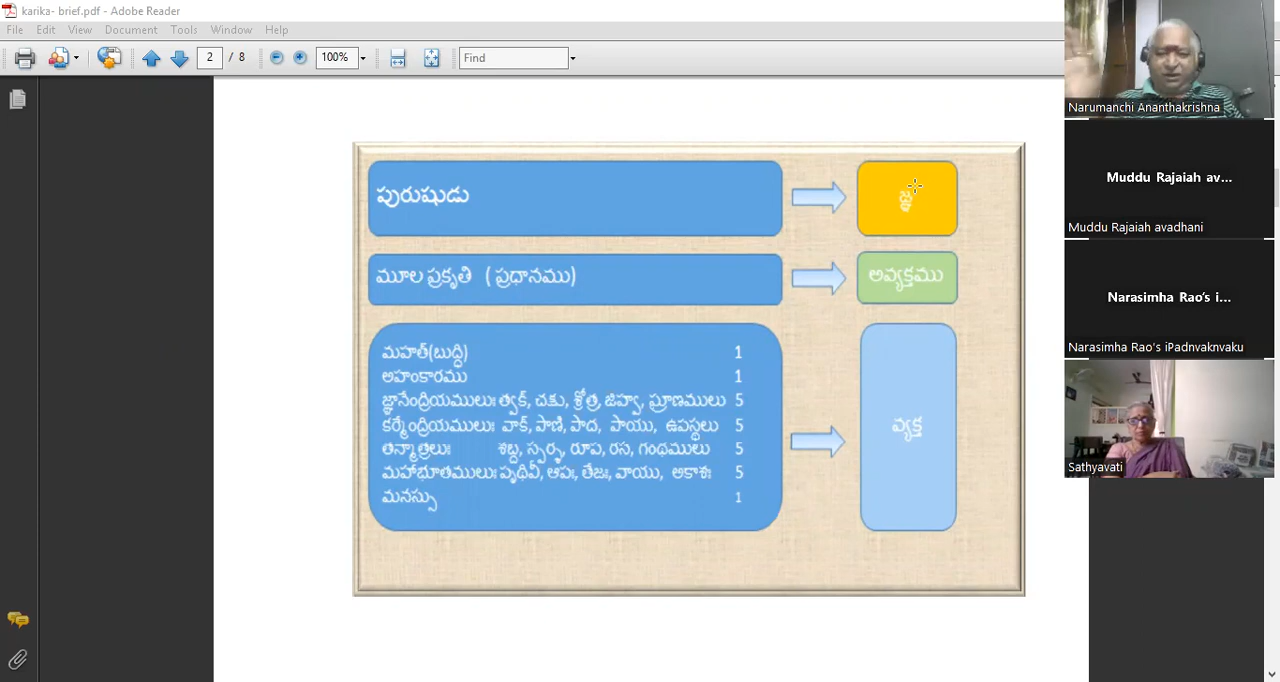 karika- brief.pdf - Adobe Reader
File Edit View Document Tools Window Help
2 / 8 100% Find
పురుషుడు
జ్ఞ
మూల ప్రకృతి ( ప్రధానము)
అవ్యక్తము
మహత్(బుద్ధి) 1
అహంకారము 1
జ్ఞానేంద్రియములుః త్వక్, చక్షు, శ్రోత్ర, జిహ్వ, ఘ్రాణములు 5
కర్మేంద్రియములుః వాక్, పాణి, పాద, పాయు, ఉపస్థలు 5
తన్మాత్రలుః శబ్ద, స్పర్శ, రూప, రస, గంధములు 5
మహాభూతములుః పృథివీ, ఆపః, తేజః, వాయు, ఆకాశః 5
మనస్సు 1
వ్యక్త
Narumanchi Ananthakrishna
Muddu Rajaiah av...
Muddu Rajaiah avadhani
Narasimha Rao's i...
Narasimha Rao's iPadnvaknvaku
Sathyavati